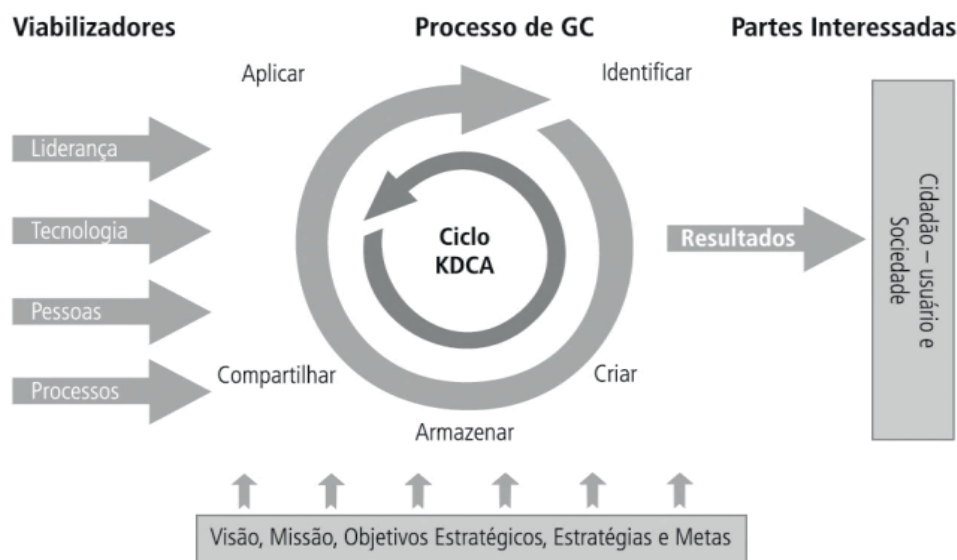 Viabilizadores
Processo de GC
Partes Interessadas
Aplicar
Identificar
Liderança
Tecnologia
Pessoas
Processos
Ciclo
KDCA
Compartilhar
Criar
Armazenar
Resultados
Cidadão – usuário e
Sociedade
Visão, Missão, Objetivos Estratégicos, Estratégias e Metas